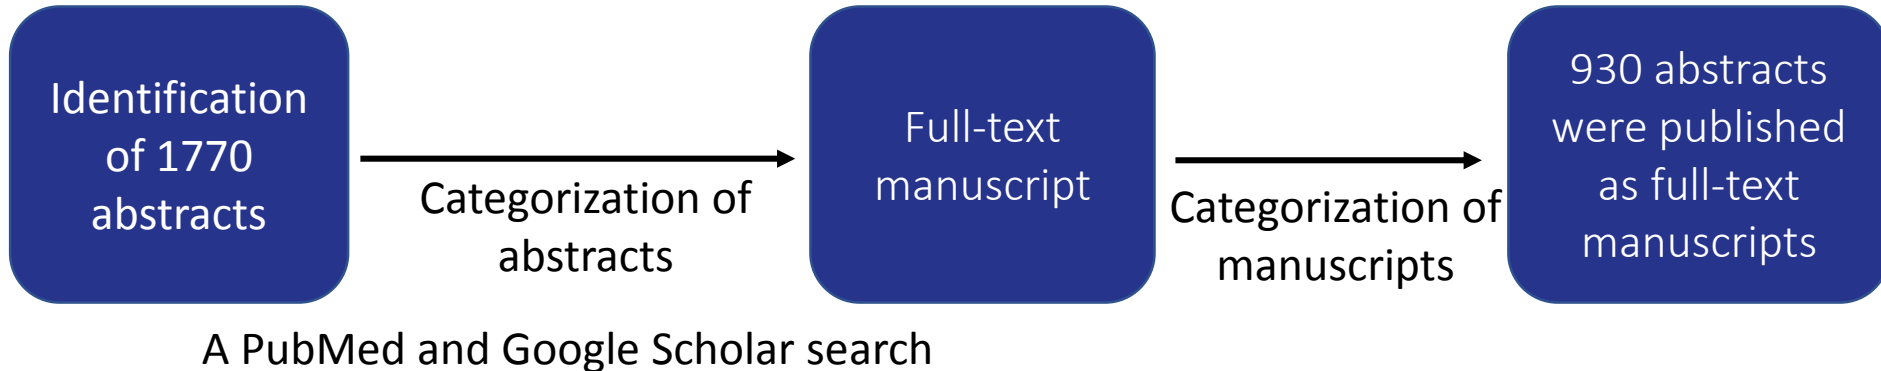 Identification
of 1770
abstracts
Categorization of
abstracts
A PubMed and Google Scholar search
Full-text
manuscript
Categorization of
manuscripts
930 abstracts
were published
as full-text
manuscripts